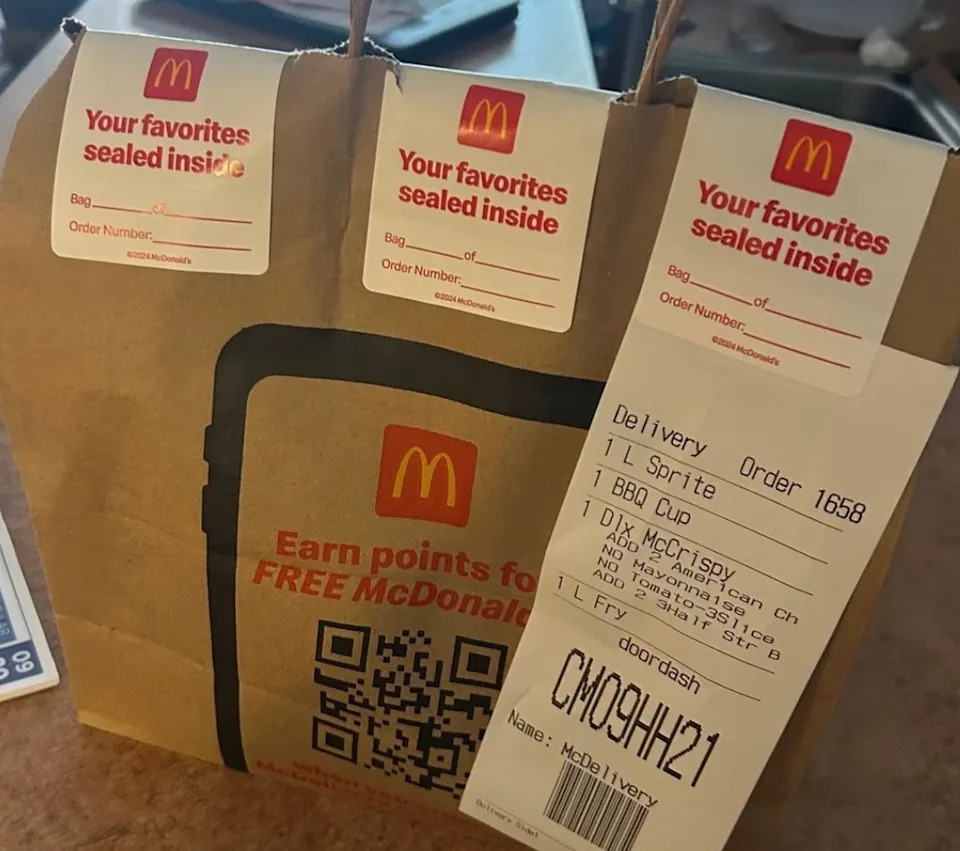 Your favorites
sealed inside
Bag of
Order Number:
©2024 McDonald's
Your favorites
sealed inside
Bag of
Order Number:
©2024 McDonald's
Your favorites
sealed inside
Bag of
Order Number:
©2024 McDonald's
Earn points fo
FREE McDonald
when you
Delivery Order 1658
1 L Sprite
1 BBQ Cup
1 Dlx McCrispy
ADD 2 American Ch
NO Mayonnaise
NO Tomato-3Slice
ADD 2 3Half Str B
1 L Fry
doordash
CM09HH21
Name: McDelivery
60